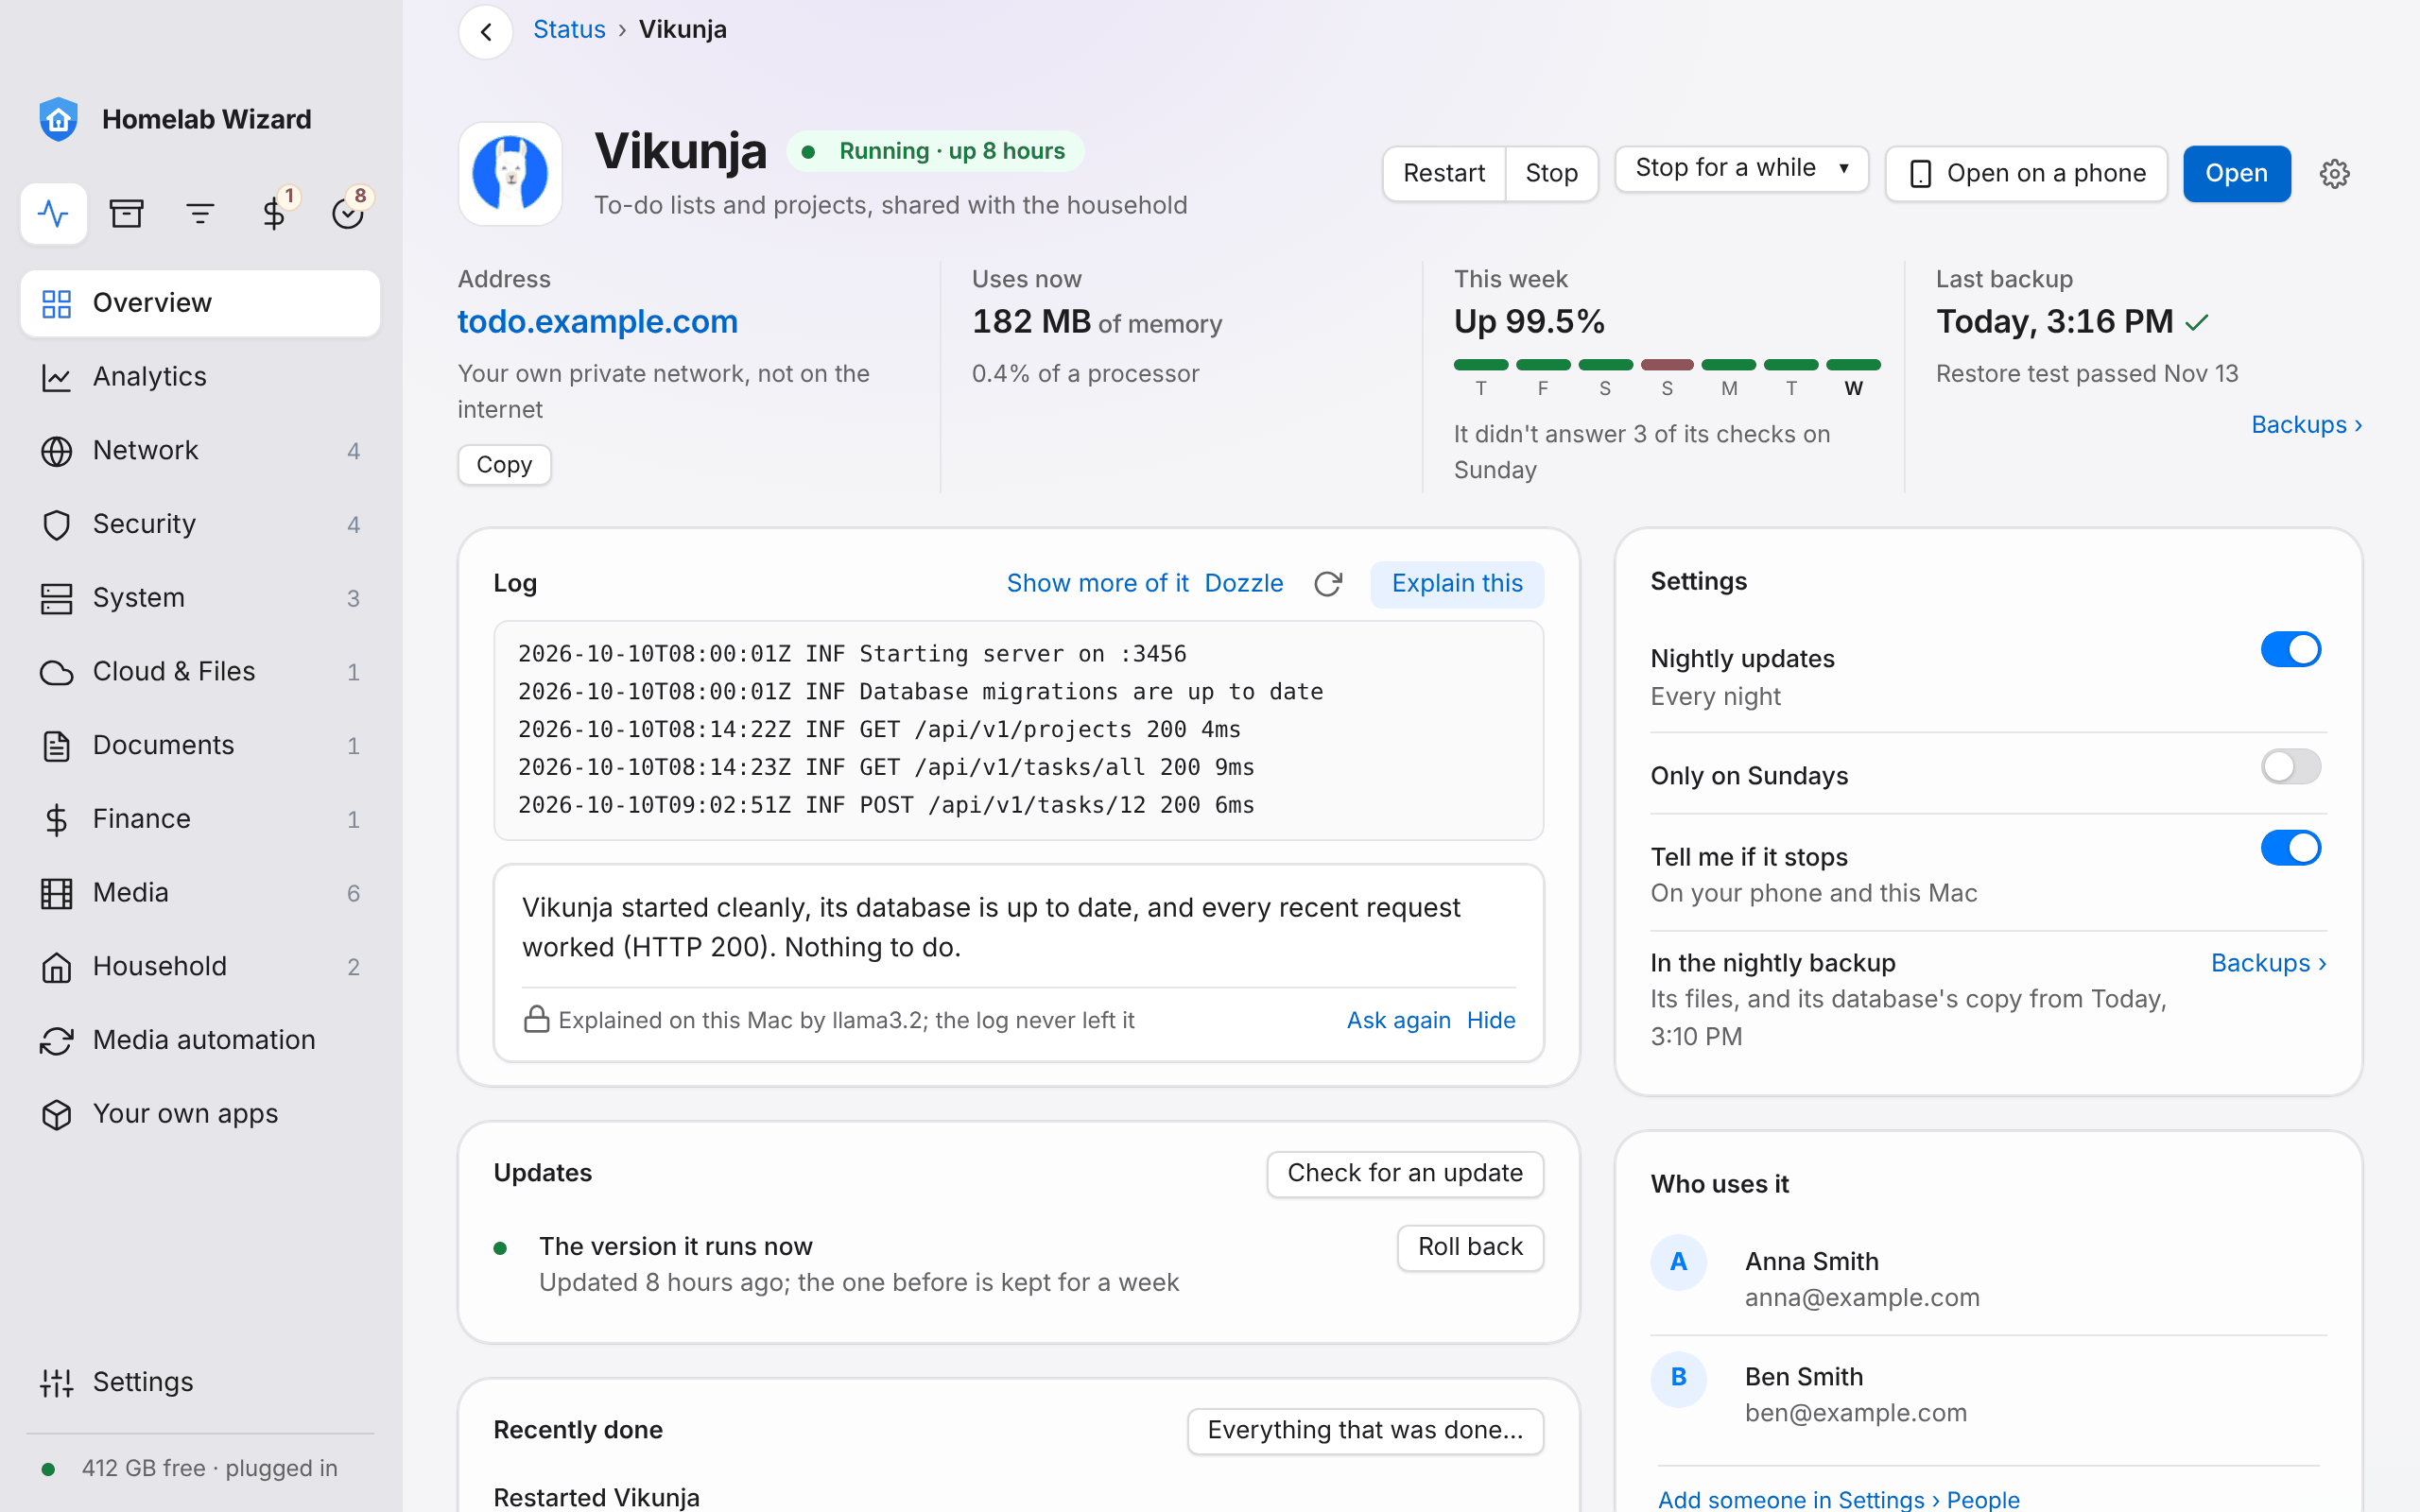 Homelab Wizard
1
8
Overview
Analytics
Network 4
Security 4
System 3
Cloud & Files 1
Documents 1
Finance 1
Media 6
Household 2
Media automation
Your own apps
Settings
412 GB free · plugged in
Status › Vikunja
Vikunja
Running · up 8 hours
To-do lists and projects, shared with the household
Restart
Stop
Stop for a while ▾
Open on a phone
Open
Address
todo.example.com
Your own private network, not on the
internet
Copy
Uses now
182 MB of memory
0.4% of a processor
This week
Up 99.5%
T F S S M T W
It didn't answer 3 of its checks on
Sunday
Last backup
Today, 3:16 PM ✓
Restore test passed Nov 13
Backups ›
Log
Show more of it
Dozzle
Explain this
2026-10-10T08:00:01Z INF Starting server on :3456
2026-10-10T08:00:01Z INF Database migrations are up to date
2026-10-10T08:14:22Z INF GET /api/v1/projects 200 4ms
2026-10-10T08:14:23Z INF GET /api/v1/tasks/all 200 9ms
2026-10-10T09:02:51Z INF POST /api/v1/tasks/12 200 6ms
Vikunja started cleanly, its database is up to date, and every recent request
worked (HTTP 200). Nothing to do.
Explained on this Mac by llama3.2; the log never left it
Ask again
Hide
Updates
Check for an update
The version it runs now
Updated 8 hours ago; the one before is kept for a week
Roll back
Recently done
Everything that was done...
Restarted Vikunja
Settings
Nightly updates
Every night
Only on Sundays
Tell me if it stops
On your phone and this Mac
In the nightly backup
Backups ›
Its files, and its database's copy from Today,
3:10 PM
Who uses it
A
Anna Smith
anna@example.com
B
Ben Smith
ben@example.com
Add someone in Settings › People